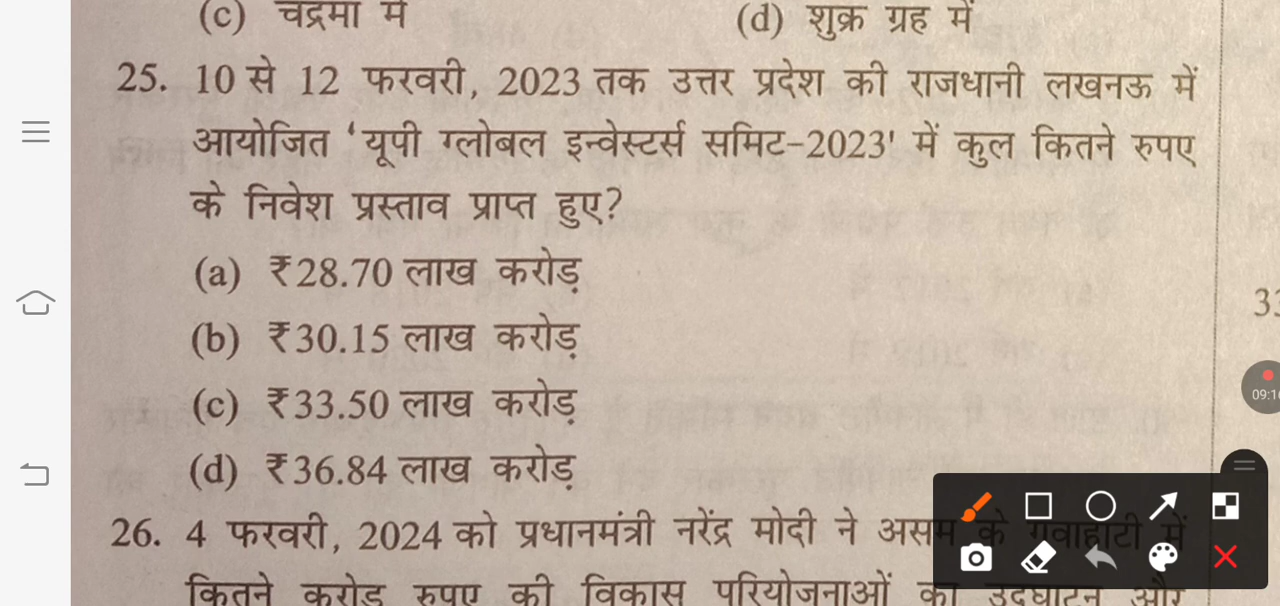 (c) चंद्रमा में (d) शुक्र ग्रह में
25. 10 से 12 फरवरी, 2023 तक उत्तर प्रदेश की राजधानी लखनऊ में
आयोजित 'यूपी ग्लोबल इन्वेस्टर्स समिट-2023' में कुल कितने रुपए
के निवेश प्रस्ताव प्राप्त हुए?
(a) ₹28.70 लाख करोड़
(b) ₹30.15 लाख करोड़
(c) ₹33.50 लाख करोड़
(d) ₹36.84 लाख करोड़
26. 4 फरवरी, 2024 को प्रधानमंत्री नरेंद्र मोदी ने असम के गुवाहाटी में
कितने करोड़ रुपए की विकास परियोजनाओं का उद्घाटन और